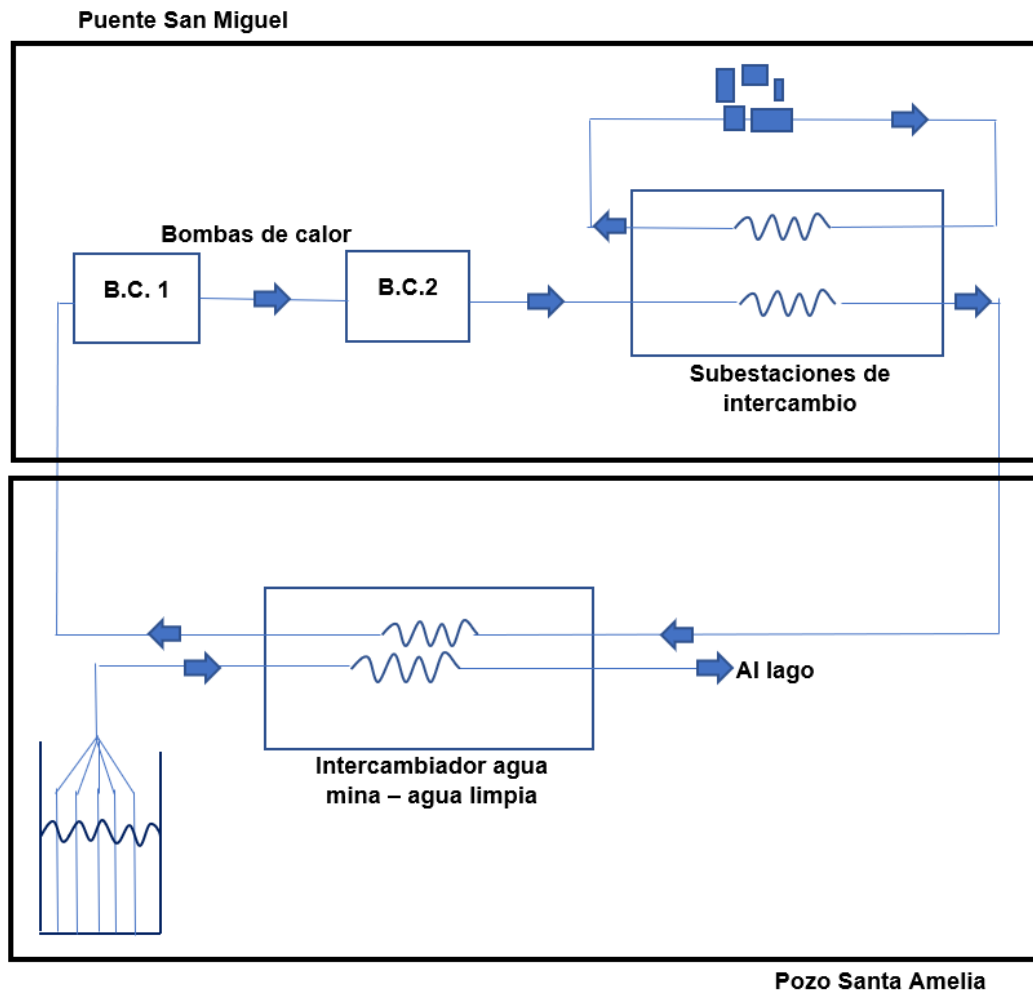 Puente San Miguel
Bombas de calor
B.C. 1
B.C.2
Subestaciones de
intercambio
Al lago
Intercambiador agua
mina – agua limpia
Pozo Santa Amelia